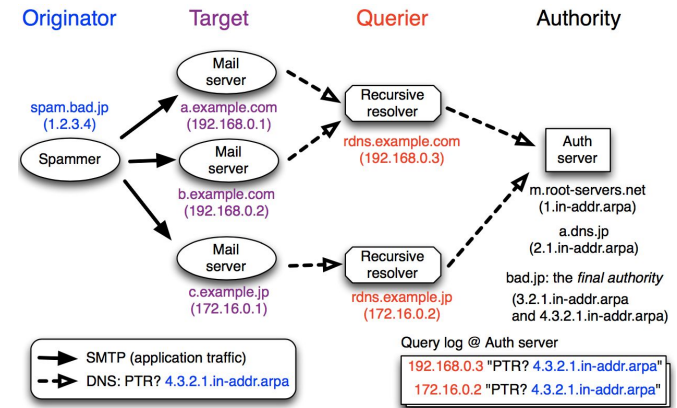 Originator
Target
Querier
Authority
Mail
server
spam.bad.jp
(1.2.3.4)
a.example.com
(192.168.0.1)
Recursive
resolver
rdns.example.com
(192.168.0.3)
Spammer
Mail
server
b.example.com
(192.168.0.2)
Auth
server
m.root-servers.net
(1.in-addr.arpa)
a.dns.jp
(2.1.in-addr.arpa)
bad.jp: the final authority
(3.2.1.in-addr.arpa
and 4.3.2.1.in-addr.arpa)
Mail
server
c.example.jp
(172.16.0.1)
Recursive
resolver
rdns.example.jp
(172.16.0.2)
SMTP (application traffic)
DNS: PTR? 4.3.2.1.in-addr.arpa
Query log @ Auth server
192.168.0.3 "PTR? 4.3.2.1.in-addr.arpa"
172.16.0.2 "PTR? 4.3.2.1.in-addr.arpa"